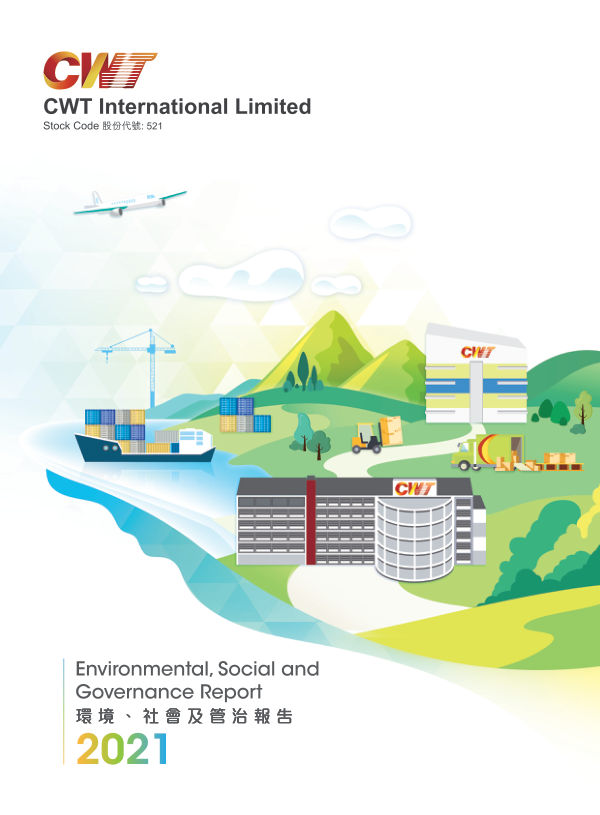 CWT
CWT International Limited
Stock Code 股份代號: 521
CWT
CWT
Environmental, Social and
Governance Report
環境、社會及管治報告
2021